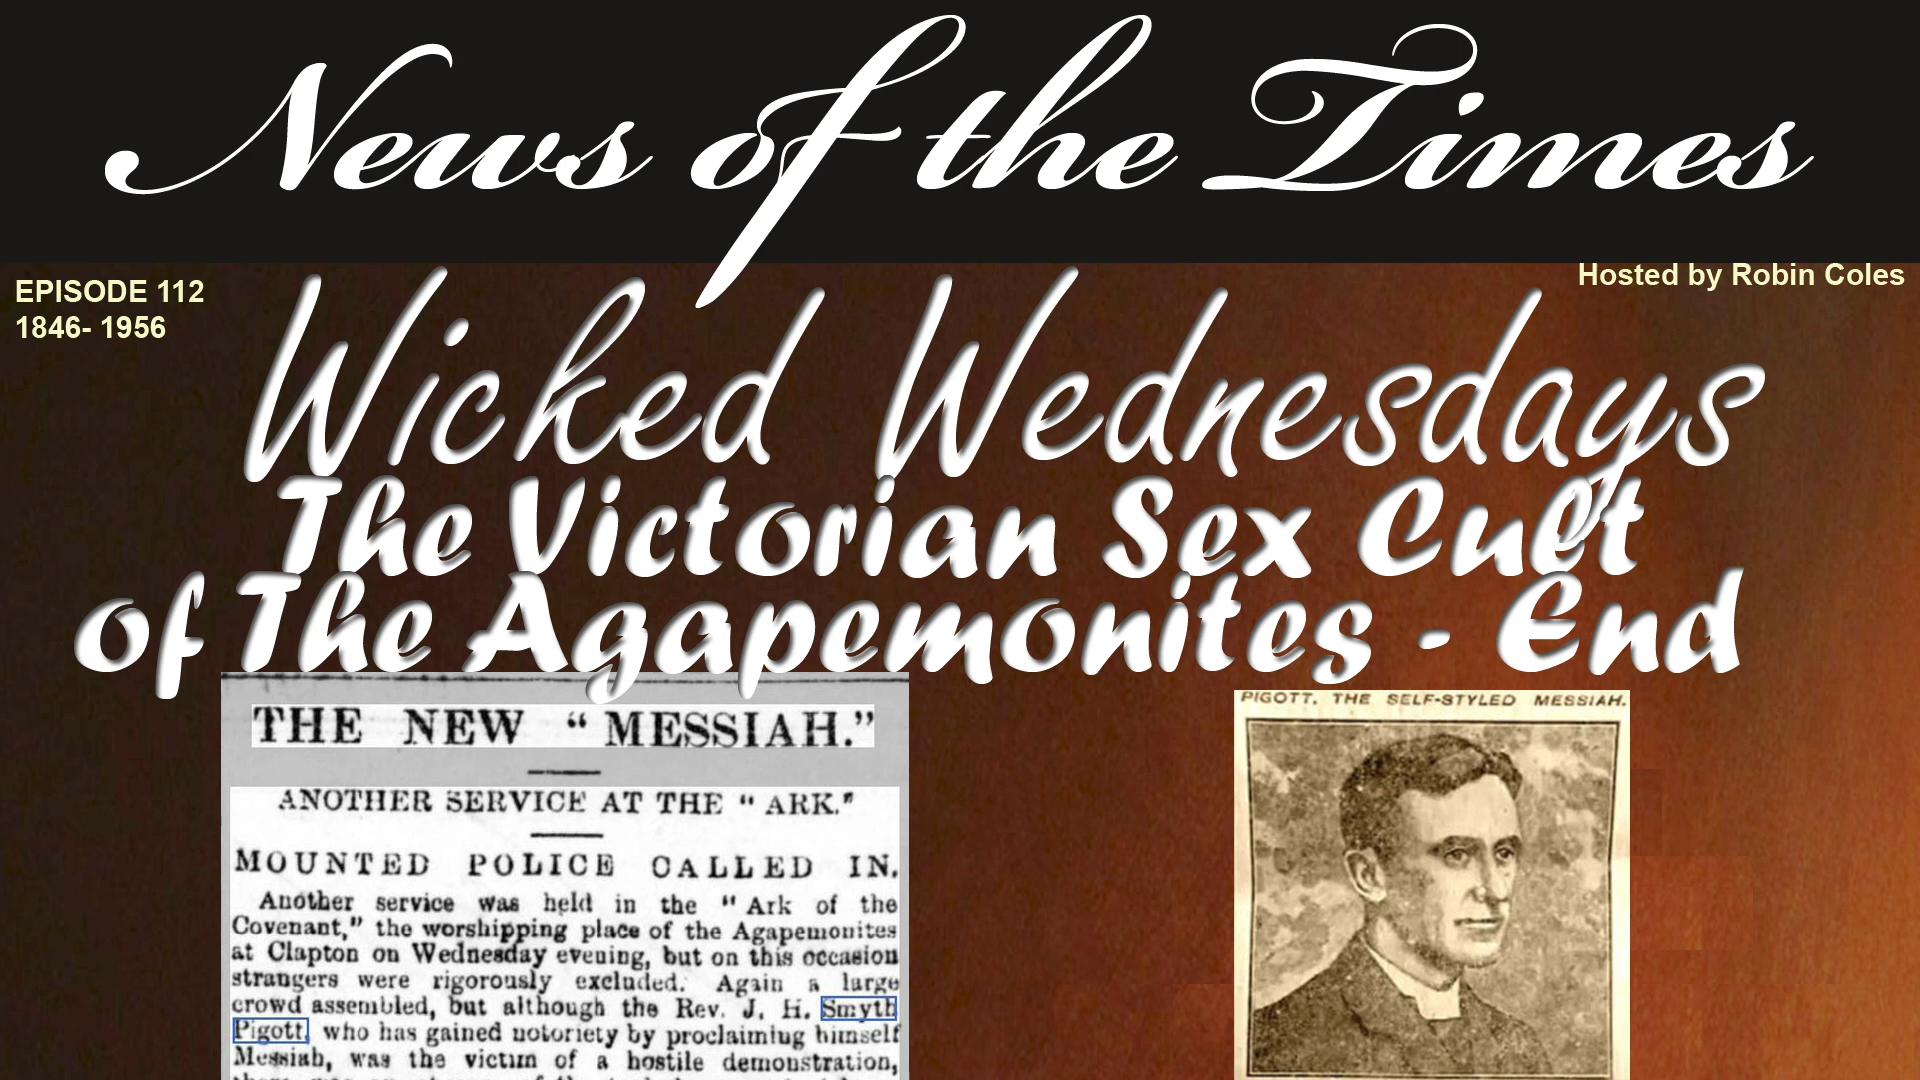 News of the Times
EPISODE 112
1846- 1956
Hosted by Robin Coles
Wicked Wednesdays
The Victorian Sex Cult
of The Agapemonites - End
THE NEW “ MESSIAH.”
ANOTHER SERVICE AT THE “ ARK.”
MOUNTED POLICE CALLED IN.
Another service was held in the “ Ark of the
Covenant,” the worshipping place of the Agapemonites
at Clapton on Wednesday evening, but on this occasion
strangers were rigorously excluded. Again a large
crowd assembled, but although the Rev. J. H. Smyth
Pigott, who has gained notoriety by proclaiming himself
Messiah, was the victim of a hostile demonstration,
PIGOTT, THE SELF-STYLED MESSIAH.